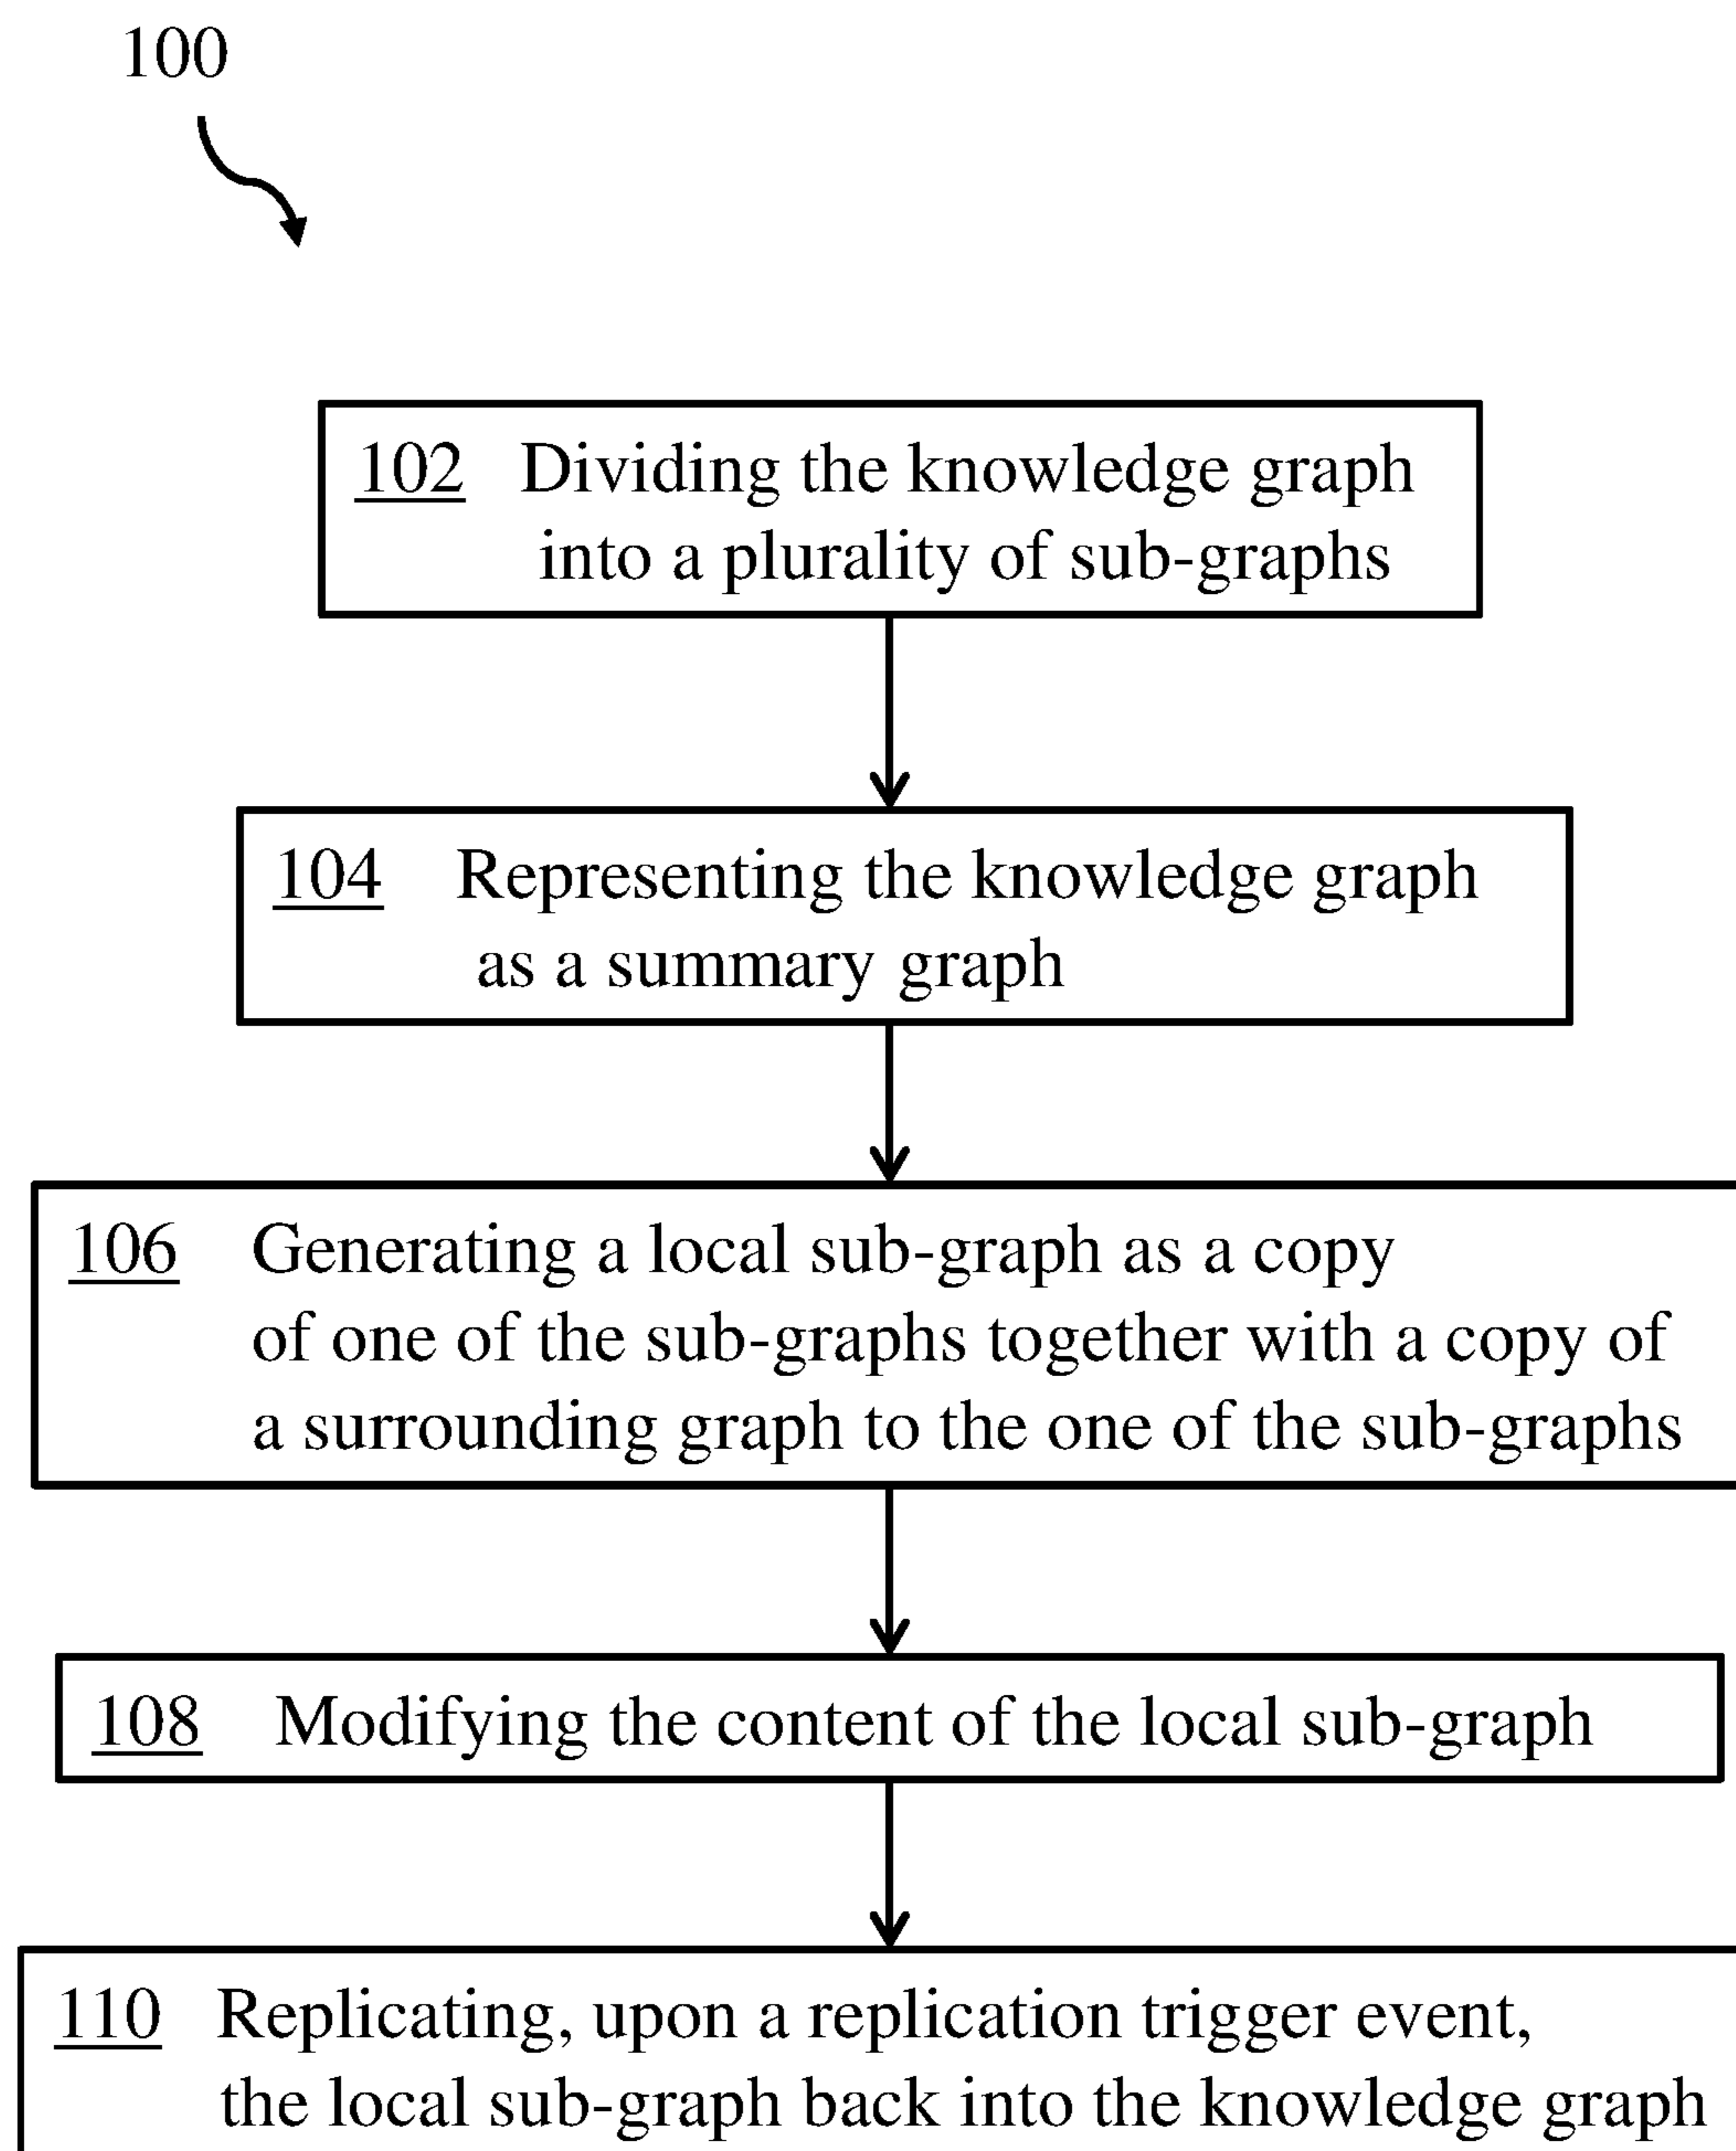 100
102 Dividing the knowledge graph
into a plurality of sub-graphs
104 Representing the knowledge graph
as a summary graph
106 Generating a local sub-graph as a copy
of one of the sub-graphs together with a copy of
a surrounding graph to the one of the sub-graphs
108 Modifying the content of the local sub-graph
110 Replicating, upon a replication trigger event,
the local sub-graph back into the knowledge graph